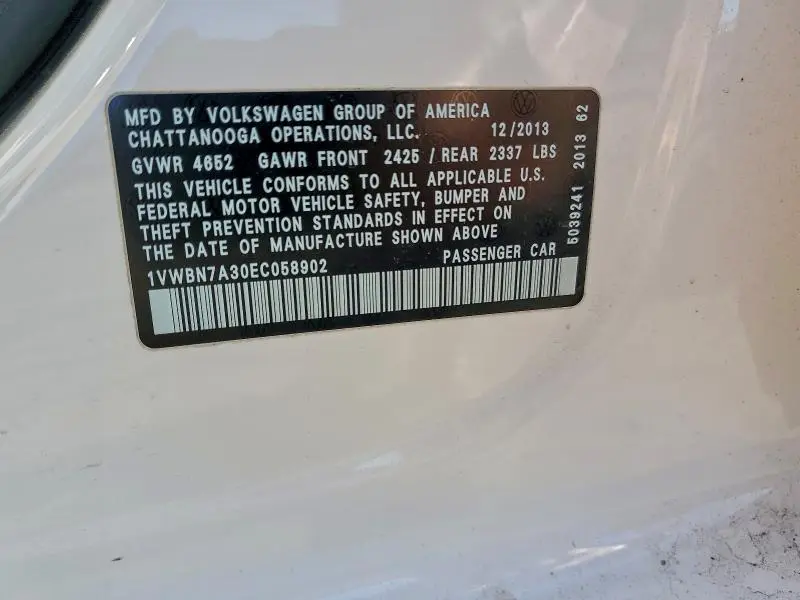 MFD BY VOLKSWAGEN GROUP OF AMERICA
CHATTANOOGA OPERATIONS, LLC. 12/2013
GVWR 4652 GAWR FRONT 2425 / REAR 2337 LBS
THIS VEHICLE CONFORMS TO ALL APPLICABLE U.S.
FEDERAL MOTOR VEHICLE SAFETY, BUMPER AND
THEFT PREVENTION STANDARDS IN EFFECT ON
THE DATE OF MANUFACTURE SHOWN ABOVE
1VWBN7A30EC058902 PASSENGER CAR
5039241 2013 62